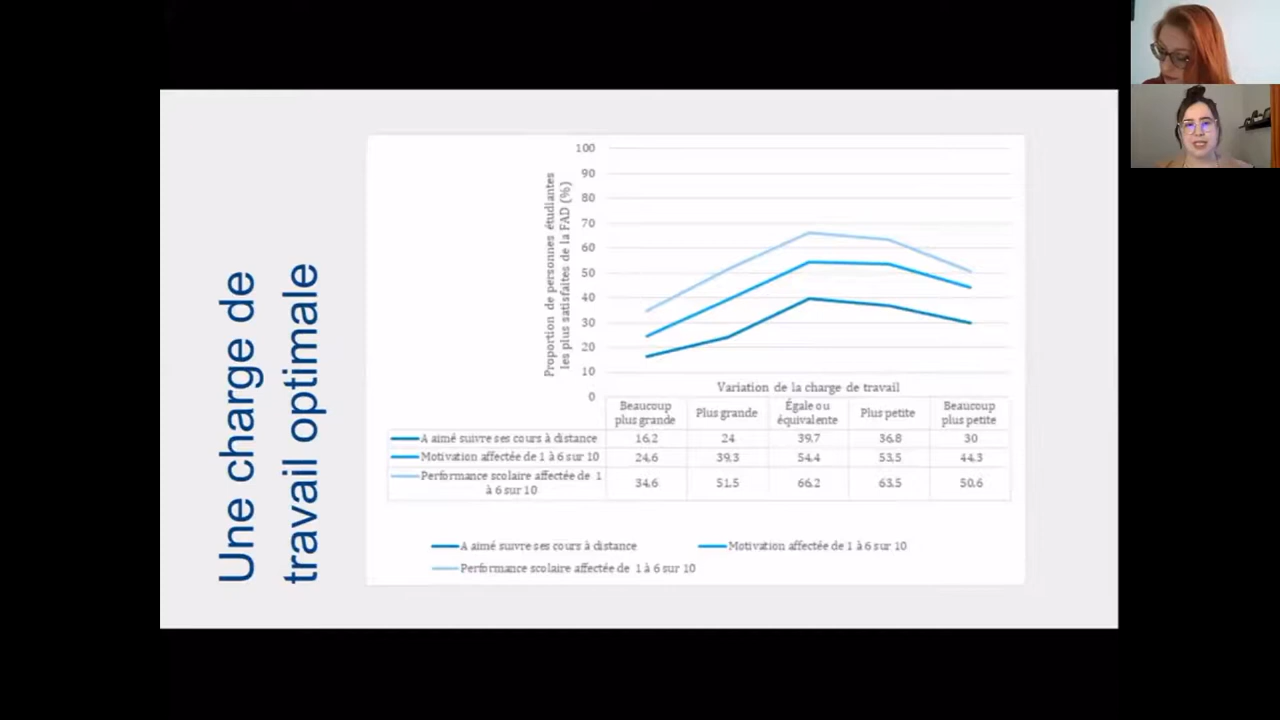 Une charge de
travail optimale
Proportion de personnes étudiantes
les plus satisfaites de la FAD (%)
100
90
80
70
60
50
40
30
20
10
0
Variation de la charge de travail
Beaucoup plus grande
Plus grande
Égale ou équivalente
Plus petite
Beaucoup plus petite
A aimé suivre ses cours à distance 16.2 24 39.7 36.8 30
Motivation affectée de 1 à 6 sur 10 24,6 39.3 54.4 53.5 44.3
Performance scolaire affectée de 1
à 6 sur 10 34.6 51.5 66.2 63.5 50.6
A aimé suivre ses cours à distance
Motivation affectée de 1 à 6 sur 10
Performance scolaire affectée de 1 à 6 sur 10